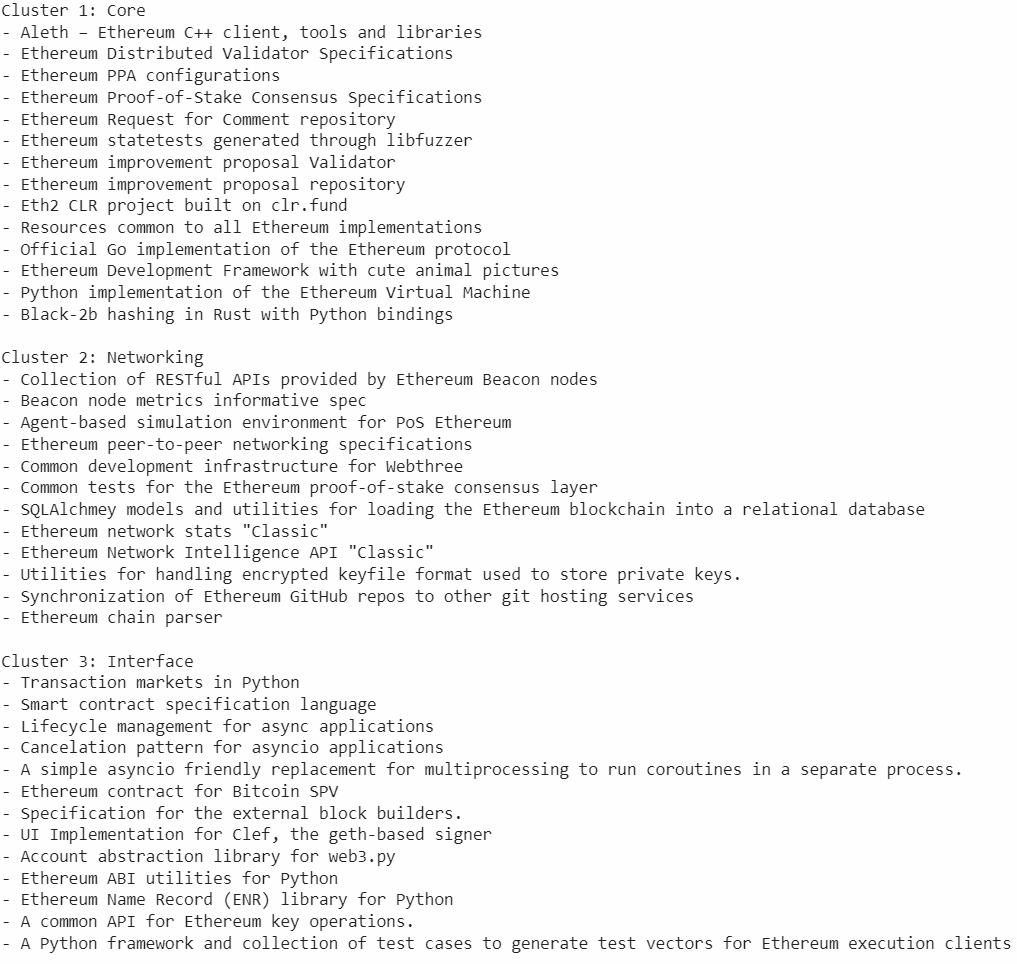 Cluster 1: Core
- Aleth – Ethereum C++ client, tools and libraries
- Ethereum Distributed Validator Specifications
- Ethereum PPA configurations
- Ethereum Proof-of-Stake Consensus Specifications
- Ethereum Request for Comment repository
- Ethereum statetests generated through libfuzzer
- Ethereum improvement proposal Validator
- Ethereum improvement proposal repository
- Eth2 CLR project built on clr.fund
- Resources common to all Ethereum implementations
- Official Go implementation of the Ethereum protocol
- Ethereum Development Framework with cute animal pictures
- Python implementation of the Ethereum Virtual Machine
- Black-2b hashing in Rust with Python bindings

Cluster 2: Networking
- Collection of RESTful APIs provided by Ethereum Beacon nodes
- Beacon node metrics informative spec
- Agent-based simulation environment for PoS Ethereum
- Ethereum peer-to-peer networking specifications
- Common development infrastructure for Webthree
- Common tests for the Ethereum proof-of-stake consensus layer
- SQLAlchmey models and utilities for loading the Ethereum blockchain into a relational database
- Ethereum network stats "Classic"
- Ethereum Network Intelligence API "Classic"
- Utilities for handling encrypted keyfile format used to store private keys.
- Synchronization of Ethereum GitHub repos to other git hosting services
- Ethereum chain parser

Cluster 3: Interface
- Transaction markets in Python
- Smart contract specification language
- Lifecycle management for async applications
- Cancelation pattern for asyncio applications
- A simple asyncio friendly replacement for multiprocessing to run coroutines in a separate process.
- Ethereum contract for Bitcoin SPV
- Specification for the external block builders.
- UI Implementation for Clef, the geth-based signer
- Account abstraction library for web3.py
- Ethereum ABI utilities for Python
- Ethereum Name Record (ENR) library for Python
- A common API for Ethereum key operations.
- A Python framework and collection of test cases to generate test vectors for Ethereum execution clients